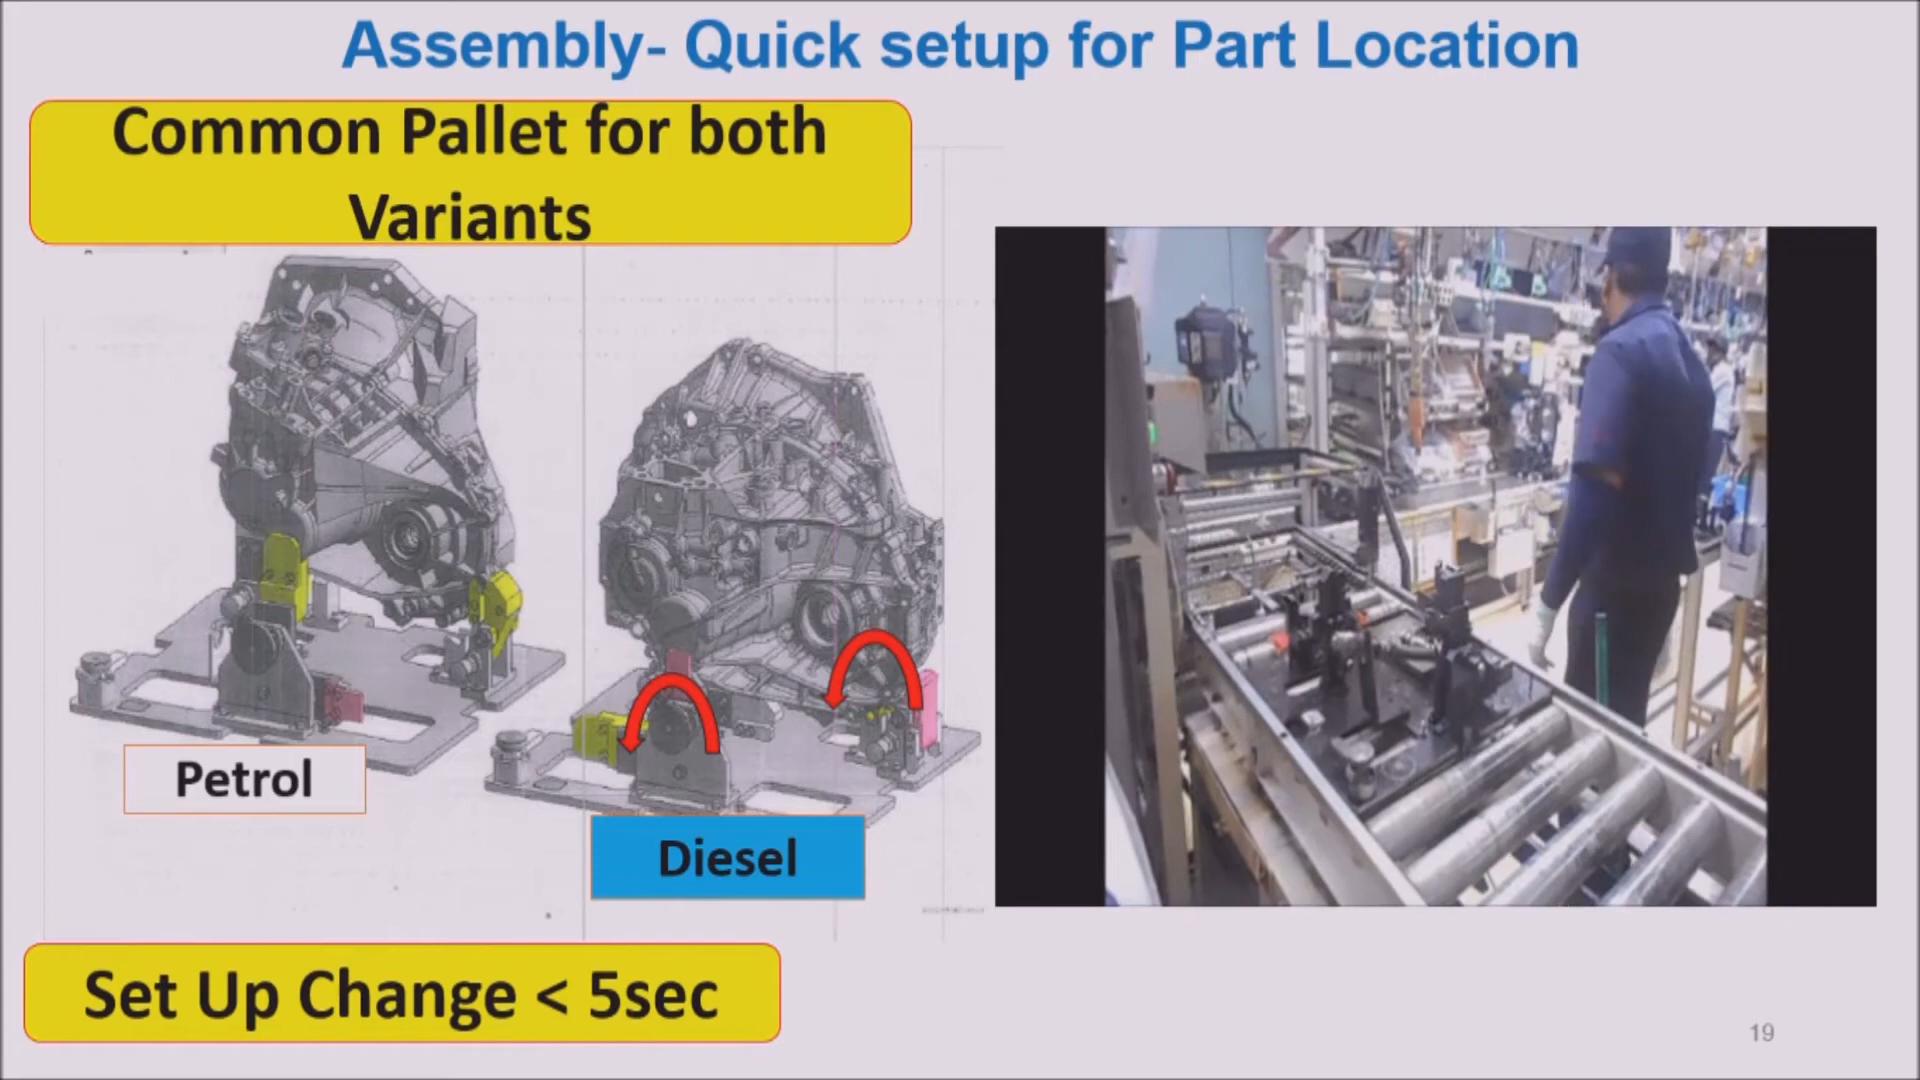 Assembly- Quick setup for Part Location
Common Pallet for both
Variants
Petrol
Diesel
Set Up Change < 5sec
19